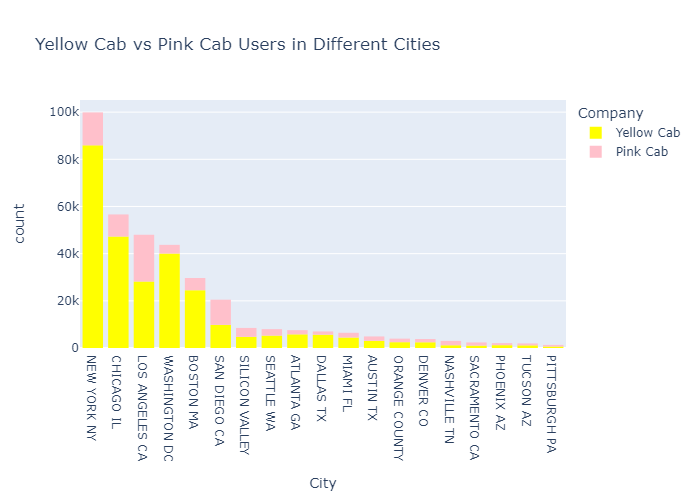 Yellow Cab vs Pink Cab Users in Different Cities
Company
Yellow Cab
Pink Cab
count
100k
80k
60k
40k
20k
0
NEW YORK NY
CHICAGO IL
LOS ANGELES CA
WASHINGTON DC
BOSTON MA
SAN DIEGO CA
SILICON VALLEY
SEATTLE WA
ATLANTA GA
DALLAS TX
MIAMI FL
AUSTIN TX
ORANGE COUNTY
DENVER CO
NASHVILLE TN
SACRAMENTO CA
PHOENIX AZ
TUCSON AZ
PITTSBURGH PA
City